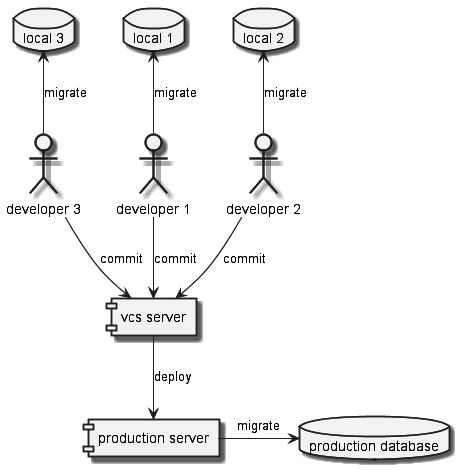 local 3
local 1
local 2
migrate
migrate
migrate
developer 3
developer 1
developer 2
commit
commit
commit
vcs server
deploy
production server
migrate
production database